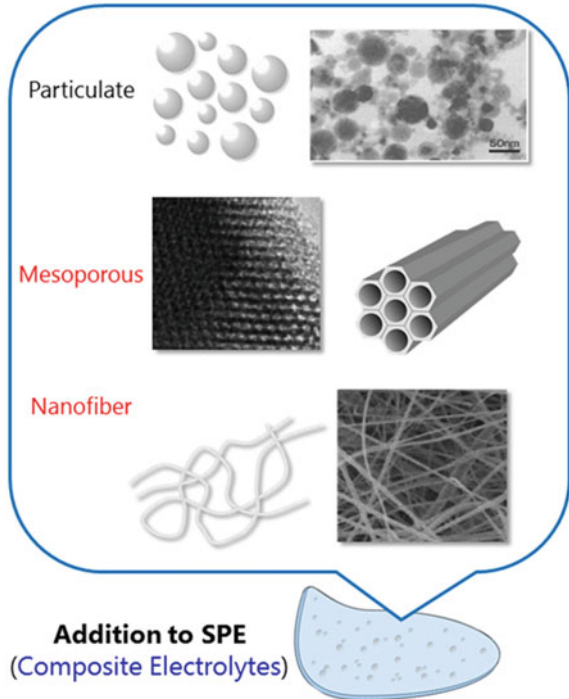 Particulate
50nm
Mesoporous
Nanofiber
Addition to SPE
(Composite Electrolytes)